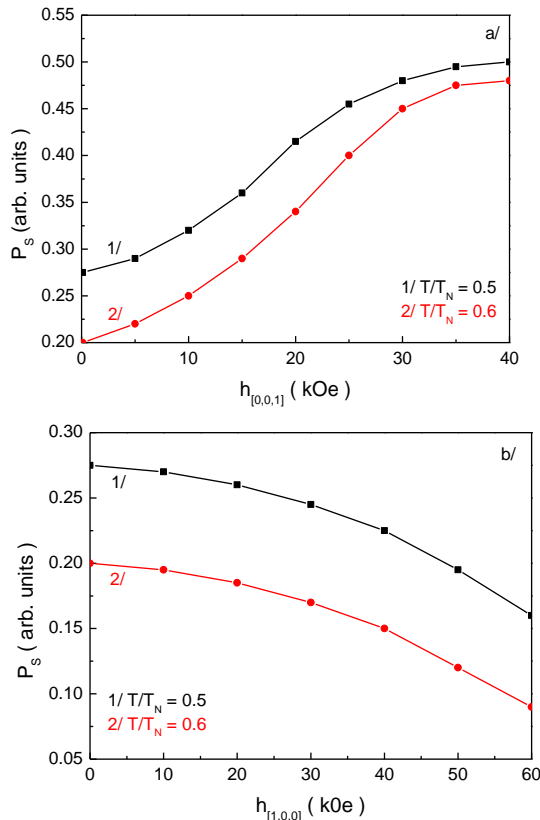 a/
0.55
0.50
0.45
0.40
0.35
0.30
0.25
0.20
P_S (arb. units)
1/
2/
1/ T/T_N = 0.5
2/ T/T_N = 0.6
0 10 20 30 40
h_[0,0,1] ( kOe )
b/
0.30
0.25
0.20
0.15
0.10
0.05
P_S ( arb. units )
1/
2/
1/ T/T_N = 0.5
2/ T/T_N = 0.6
0 10 20 30 40 50 60
h_[1,0,0] ( k0e )